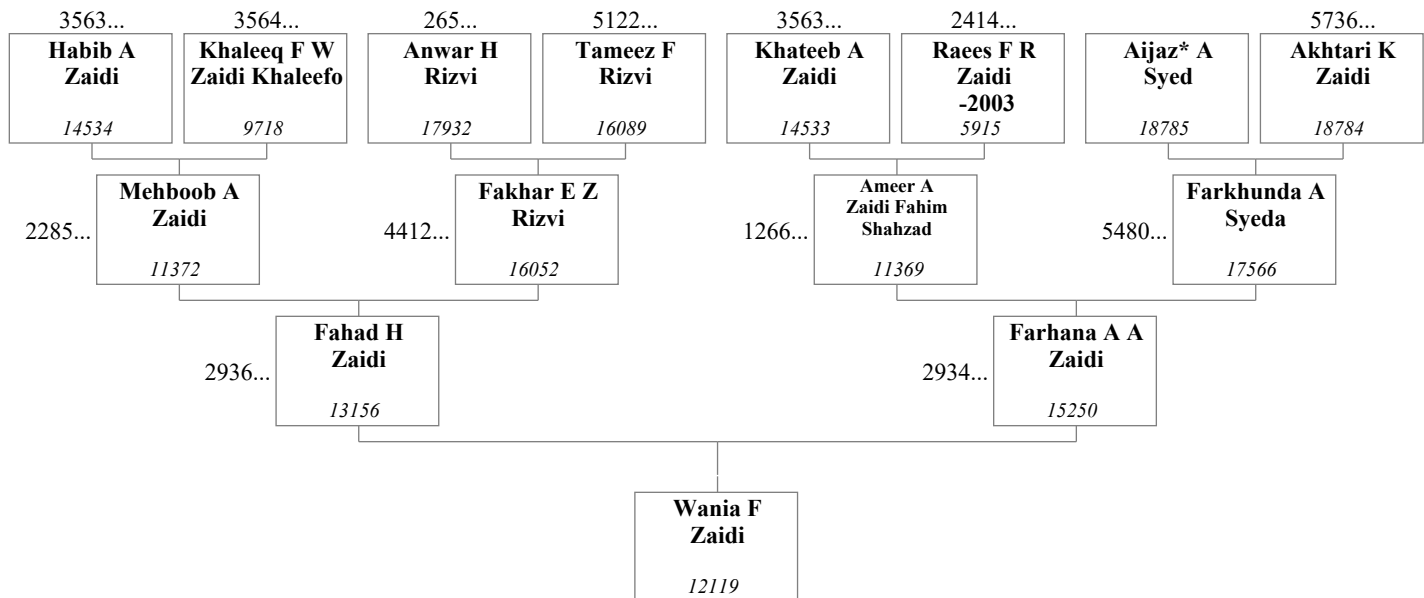 3563...
3564...
265...
5122...
3563...
2414...
5736...
Habib A
Zaidi
14534
Khaleeq F W
Zaidi Khaleefo
9718
Anwar H
Rizvi
17932
Tameez F
Rizvi
16089
Khateeb A
Zaidi
14533
Raees F R
Zaidi
-2003
5915
Aijaz* A
Syed
18785
Akhtari K
Zaidi
18784
2285...
Mehboob A
Zaidi
11372
4412...
Fakhar E Z
Rizvi
16052
1266...
Ameer A
Zaidi Fahim
Shahzad
11369
5480...
Farkhunda A
Syeda
17566
2936...
Fahad H
Zaidi
13156
2934...
Farhana A A
Zaidi
15250
Wania F
Zaidi
12119